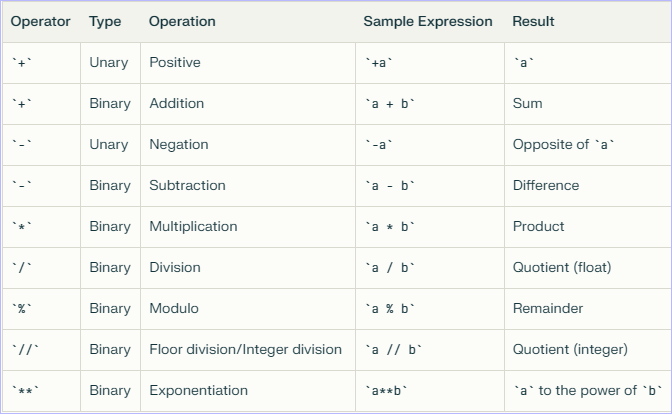 Operator Type Operation Sample Expression Result
`+` Unary Positive `+a` `a`
`+` Binary Addition `a + b` Sum
`-` Unary Negation `-a` Opposite of `a`
`-` Binary Subtraction `a - b` Difference
`*` Binary Multiplication `a * b` Product
`/` Binary Division `a / b` Quotient (float)
`%` Binary Modulo `a % b` Remainder
`//` Binary Floor division/Integer division `a // b` Quotient (integer)
`**` Binary Exponentiation `a**b` `a` to the power of `b`